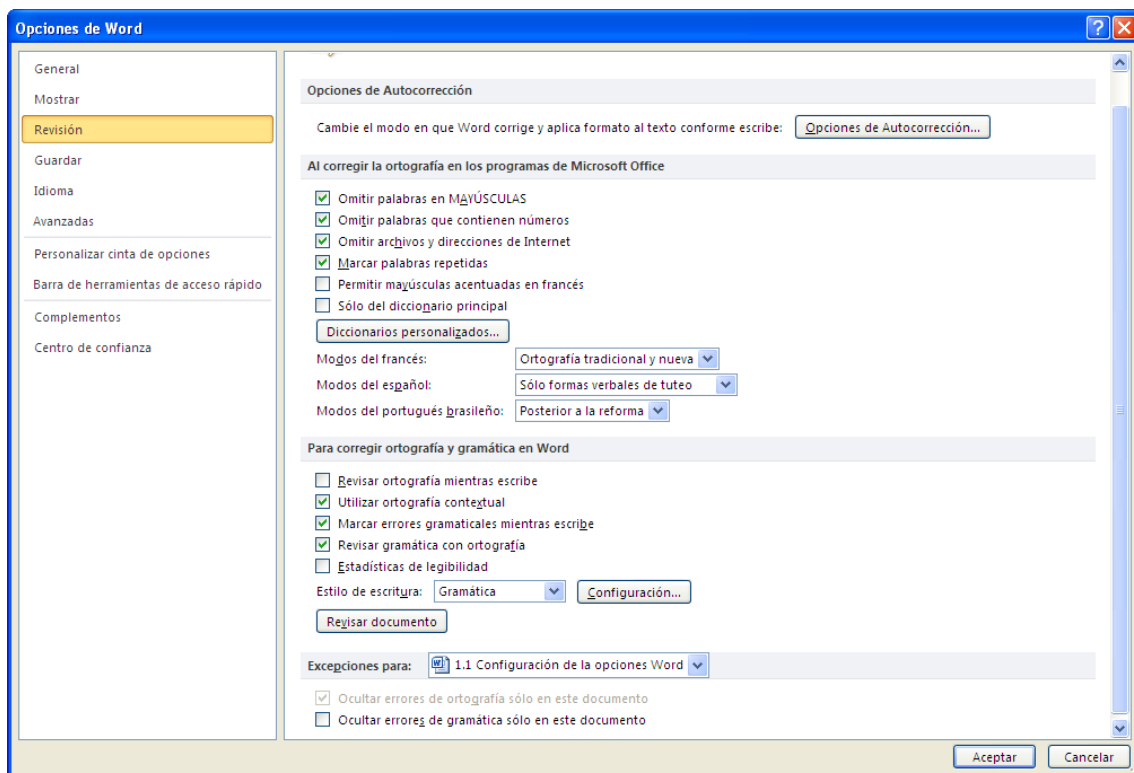 Opciones de Word
General
Mostrar
Revisión
Guardar
Idioma
Avanzadas
Personalizar cinta de opciones
Barra de herramientas de acceso rápido
Complementos
Centro de confianza
Opciones de Autocorrección
Cambie el modo en que Word corrige y aplica formato al texto conforme escribe: Opciones de Autocorrección...
Al corregir la ortografía en los programas de Microsoft Office
Omitir palabras en MAYÚSCULAS
Omitir palabras que contienen números
Omitir archivos y direcciones de Internet
Marcar palabras repetidas
Permitir mayúsculas acentuadas en francés
Sólo del diccionario principal
Diccionarios personalizados...
Modos del francés: Ortografía tradicional y nueva
Modos del español: Sólo formas verbales de tuteo
Modos del portugués brasileño: Posterior a la reforma
Para corregir ortografía y gramática en Word
Revisar ortografía mientras escribe
Utilizar ortografía contextual
Marcar errores gramaticales mientras escribe
Revisar gramática con ortografía
Estadísticas de legibilidad
Estilo de escritura: Gramática Configuración...
Revisar documento
Excepciones para: 1.1 Configuración de la opciones Word
Ocultar errores de ortografía sólo en este documento
Ocultar errores de gramática sólo en este documento
Aceptar Cancelar